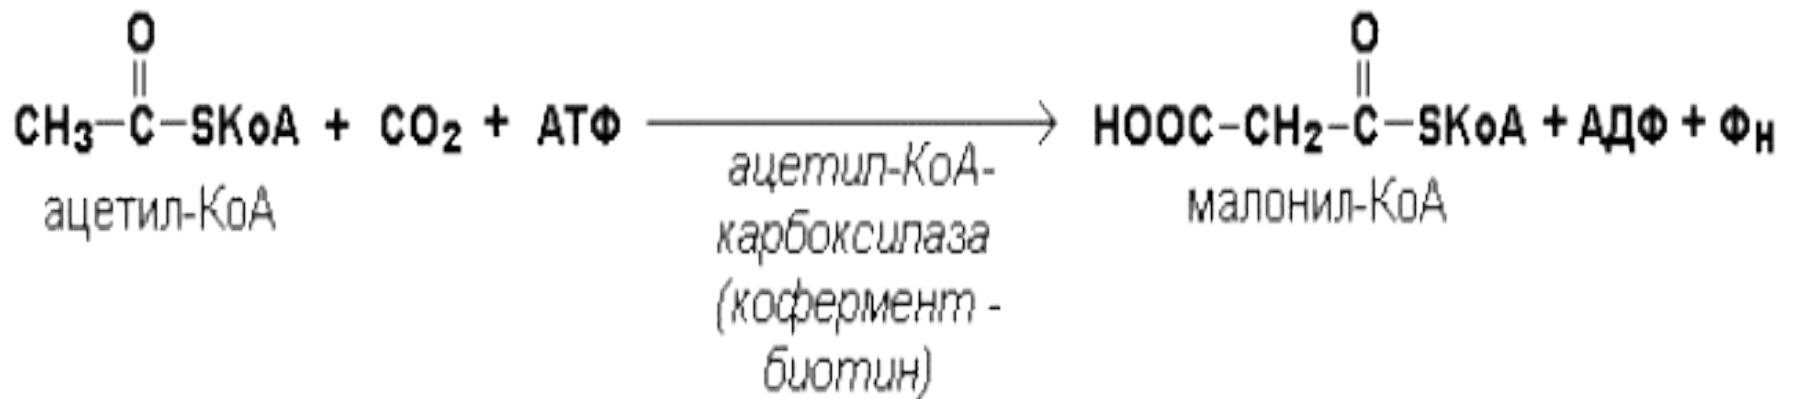 O O
CH3–C–SKoA + CO2 + АТФ HOOC–CH2–C–SKoA + АДФ + Фн
ацетил-КоА ацетил-КоА- малонил-КоА
карбоксилаза
(кофермент -
биотин)